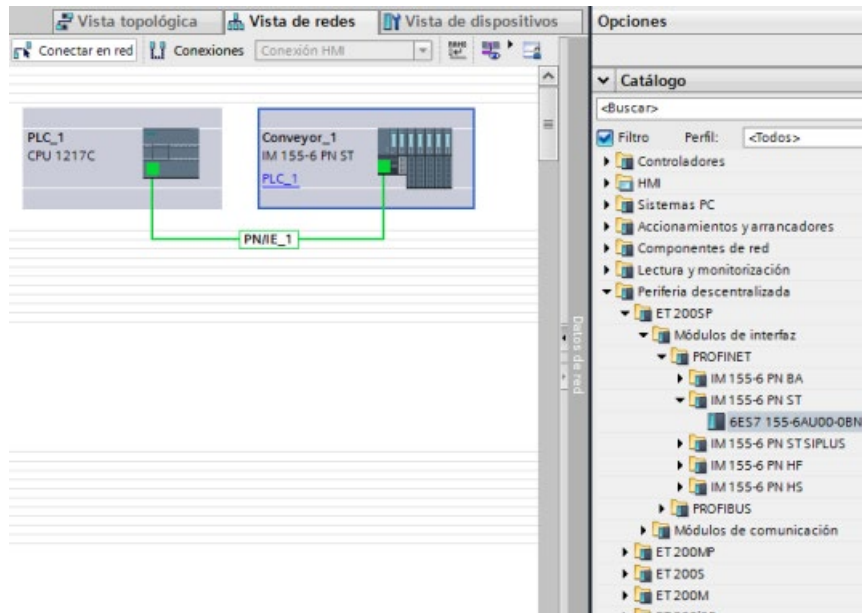 Vista topológica
Vista de redes
Vista de dispositivos
Conectar en red
Conexiones
Conexión HMI
PLC_1
CPU 1217C
Conveyor_1
IM 155-6 PN ST
PLC_1
PN/IE_1
Datos de red
Opciones
Catálogo
<Buscar>
Filtro Perfil: <Todos>
Controladores
HMI
Sistemas PC
Accionamientos y arrancadores
Componentes de red
Lectura y monitorización
Periferia descentralizada
ET 200SP
Módulos de interfaz
PROFINET
IM 155-6 PN BA
IM 155-6 PN ST
6ES7 155-6AU00-0BN
IM 155-6 PN ST SIPLUS
IM 155-6 PN HF
IM 155-6 PN HS
PROFIBUS
Módulos de comunicación
ET 200MP
ET 200S
ET 200M